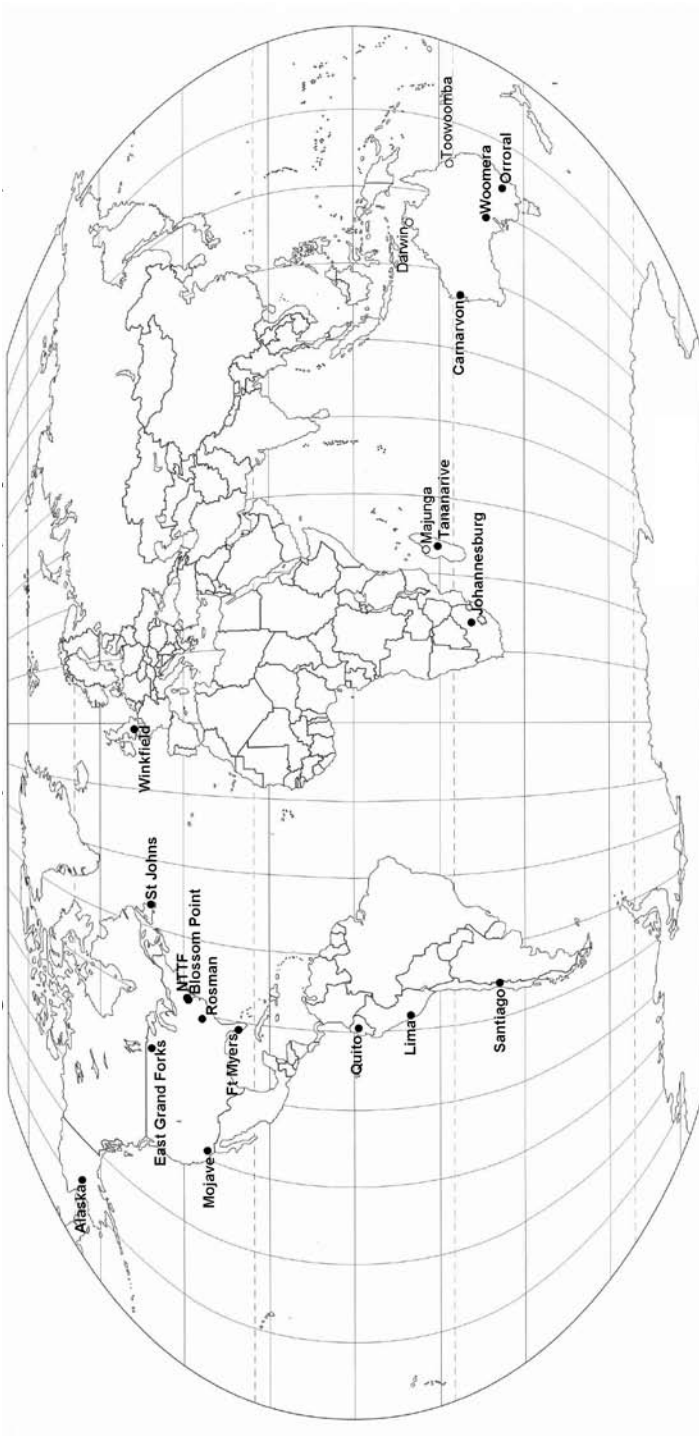 Alaska
East Grand Forks
Mojave
St Johns
NTTF
Blossom Point
Rosman
Ft Myers
Quito
Lima
Santiago
Winkfield
Majunga
Tananarive
Johannesburg
Darwin
Toowoomba
Carnarvon
Woomera
Orroral